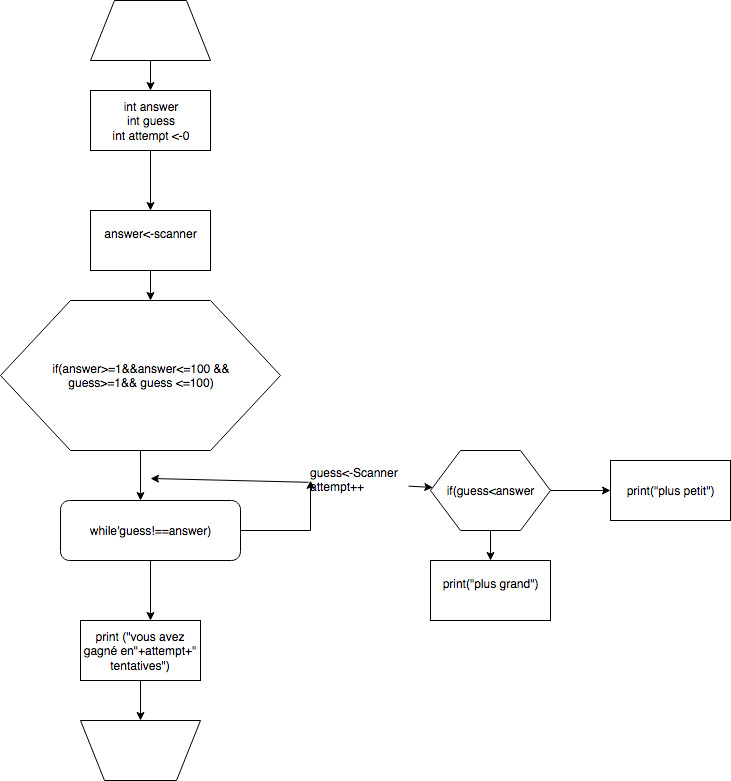 int answer
int guess
int attempt <-0
answer<-scanner
if(answer>=1&&answer<=100 &&
guess>=1&& guess <=100)
guess<-Scanner
attempt++
if(guess<answer
print("plus petit")
print("plus grand")
while'guess!==answer)
print ("vous avez
gagné en"+attempt+"
tentatives")